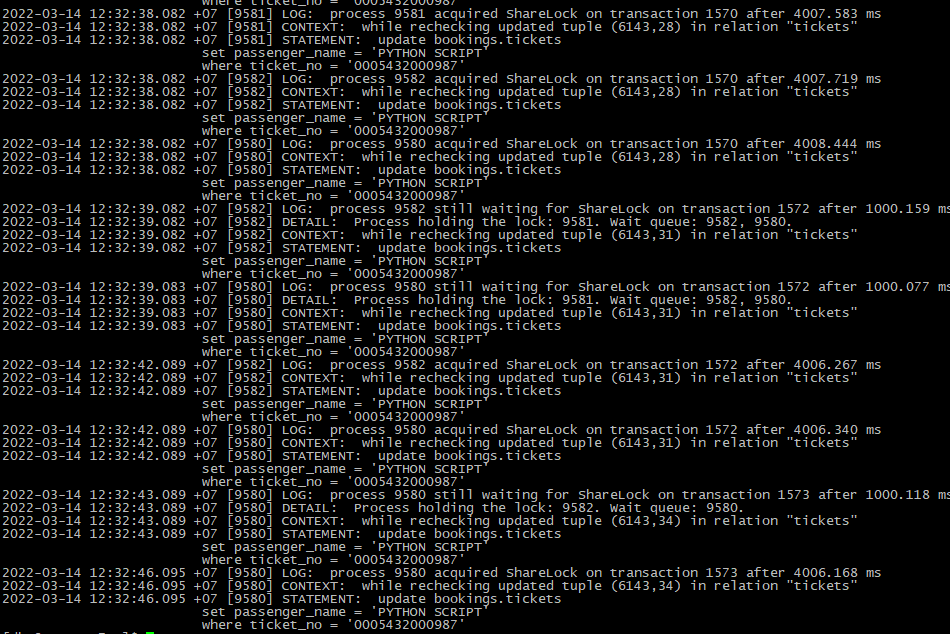 where ticket_no = '0005432000987'
2022-03-14 12:32:38.082 +07 [9581] LOG:  process 9581 acquired ShareLock on transaction 1570 after 4007.583 ms
2022-03-14 12:32:38.082 +07 [9581] CONTEXT:  while rechecking updated tuple (6143,28) in relation "tickets"
2022-03-14 12:32:38.082 +07 [9581] STATEMENT:  update bookings.tickets
set passenger_name = 'PYTHON SCRIPT'
where ticket_no = '0005432000987'
2022-03-14 12:32:38.082 +07 [9582] LOG:  process 9582 acquired ShareLock on transaction 1570 after 4007.719 ms
2022-03-14 12:32:38.082 +07 [9582] CONTEXT:  while rechecking updated tuple (6143,28) in relation "tickets"
2022-03-14 12:32:38.082 +07 [9582] STATEMENT:  update bookings.tickets
set passenger_name = 'PYTHON SCRIPT'
where ticket_no = '0005432000987'
2022-03-14 12:32:38.082 +07 [9580] LOG:  process 9580 acquired ShareLock on transaction 1570 after 4008.444 ms
2022-03-14 12:32:38.082 +07 [9580] CONTEXT:  while rechecking updated tuple (6143,28) in relation "tickets"
2022-03-14 12:32:38.082 +07 [9580] STATEMENT:  update bookings.tickets
set passenger_name = 'PYTHON SCRIPT'
where ticket_no = '0005432000987'
2022-03-14 12:32:39.082 +07 [9582] LOG:  process 9582 still waiting for ShareLock on transaction 1572 after 1000.159 ms
2022-03-14 12:32:39.082 +07 [9582] DETAIL:  Process holding the lock: 9581. Wait queue: 9582, 9580.
2022-03-14 12:32:39.082 +07 [9582] CONTEXT:  while rechecking updated tuple (6143,31) in relation "tickets"
2022-03-14 12:32:39.082 +07 [9582] STATEMENT:  update bookings.tickets
set passenger_name = 'PYTHON SCRIPT'
where ticket_no = '0005432000987'
2022-03-14 12:32:39.083 +07 [9580] LOG:  process 9580 still waiting for ShareLock on transaction 1572 after 1000.077 ms
2022-03-14 12:32:39.083 +07 [9580] DETAIL:  Process holding the lock: 9581. Wait queue: 9582, 9580.
2022-03-14 12:32:39.083 +07 [9580] CONTEXT:  while rechecking updated tuple (6143,31) in relation "tickets"
2022-03-14 12:32:39.083 +07 [9580] STATEMENT:  update bookings.tickets
set passenger_name = 'PYTHON SCRIPT'
where ticket_no = '0005432000987'
2022-03-14 12:32:42.089 +07 [9582] LOG:  process 9582 acquired ShareLock on transaction 1572 after 4006.267 ms
2022-03-14 12:32:42.089 +07 [9582] CONTEXT:  while rechecking updated tuple (6143,31) in relation "tickets"
2022-03-14 12:32:42.089 +07 [9582] STATEMENT:  update bookings.tickets
set passenger_name = 'PYTHON SCRIPT'
where ticket_no = '0005432000987'
2022-03-14 12:32:42.089 +07 [9580] LOG:  process 9580 acquired ShareLock on transaction 1572 after 4006.340 ms
2022-03-14 12:32:42.089 +07 [9580] CONTEXT:  while rechecking updated tuple (6143,31) in relation "tickets"
2022-03-14 12:32:42.089 +07 [9580] STATEMENT:  update bookings.tickets
set passenger_name = 'PYTHON SCRIPT'
where ticket_no = '0005432000987'
2022-03-14 12:32:43.089 +07 [9580] LOG:  process 9580 still waiting for ShareLock on transaction 1573 after 1000.118 ms
2022-03-14 12:32:43.089 +07 [9580] DETAIL:  Process holding the lock: 9582. Wait queue: 9580.
2022-03-14 12:32:43.089 +07 [9580] CONTEXT:  while rechecking updated tuple (6143,34) in relation "tickets"
2022-03-14 12:32:43.089 +07 [9580] STATEMENT:  update bookings.tickets
set passenger_name = 'PYTHON SCRIPT'
where ticket_no = '0005432000987'
2022-03-14 12:32:46.095 +07 [9580] LOG:  process 9580 acquired ShareLock on transaction 1573 after 4006.168 ms
2022-03-14 12:32:46.095 +07 [9580] CONTEXT:  while rechecking updated tuple (6143,34) in relation "tickets"
2022-03-14 12:32:46.095 +07 [9580] STATEMENT:  update bookings.tickets
set passenger_name = 'PYTHON SCRIPT'
where ticket_no = '0005432000987'